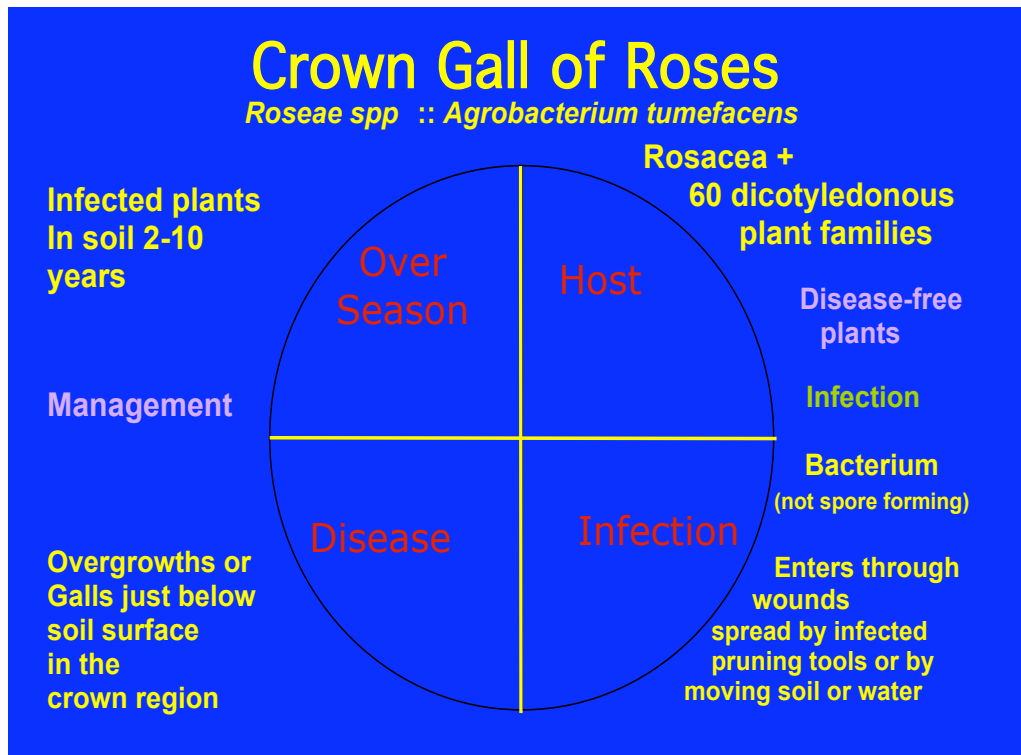 Crown Gall of Roses
Roseae spp :: Agrobacterium tumefacens
Infected plants
In soil 2-10
years
Over
Season
Host
Rosacea +
60 dicotyledonous
plant families
Disease-free
plants
Management
Infection
Bacterium
(not spore forming)
Disease
Infection
Overgrowths or
Galls just below
soil surface
in the
crown region
Enters through
wounds
spread by infected
pruning tools or by
moving soil or water